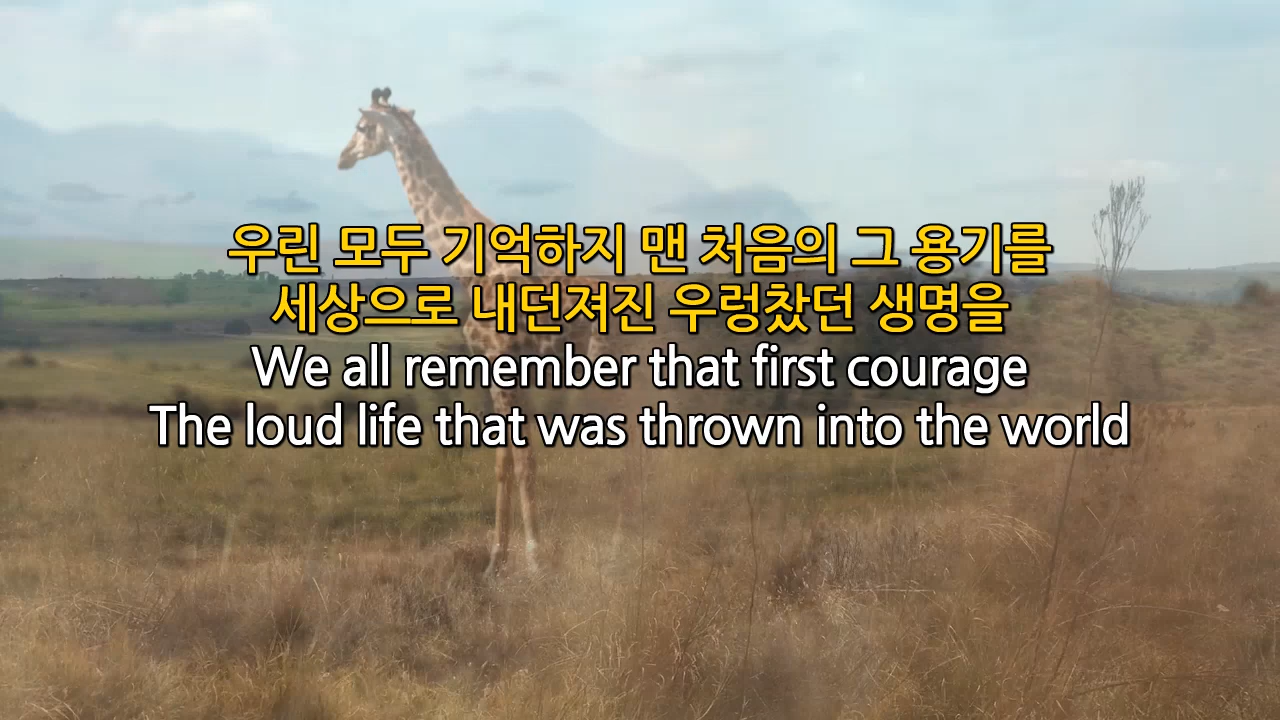 우린 모두 기억하지 맨 처음의 그 용기를
세상으로 내던져진 우렁찼던 생명을
We all remember that first courage
The loud life that was thrown into the world